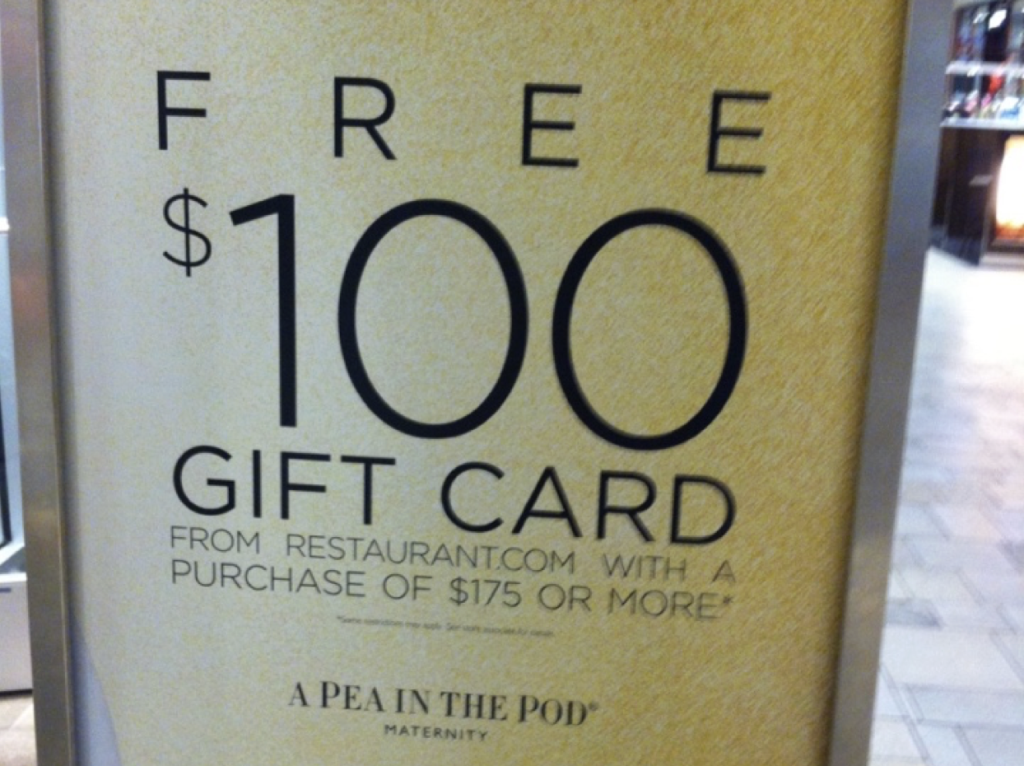 FREE
$100
GIFT CARD
FROM RESTAURANT.COM WITH A
PURCHASE OF $175 OR MORE*
A PEA IN THE POD®
MATERNITY